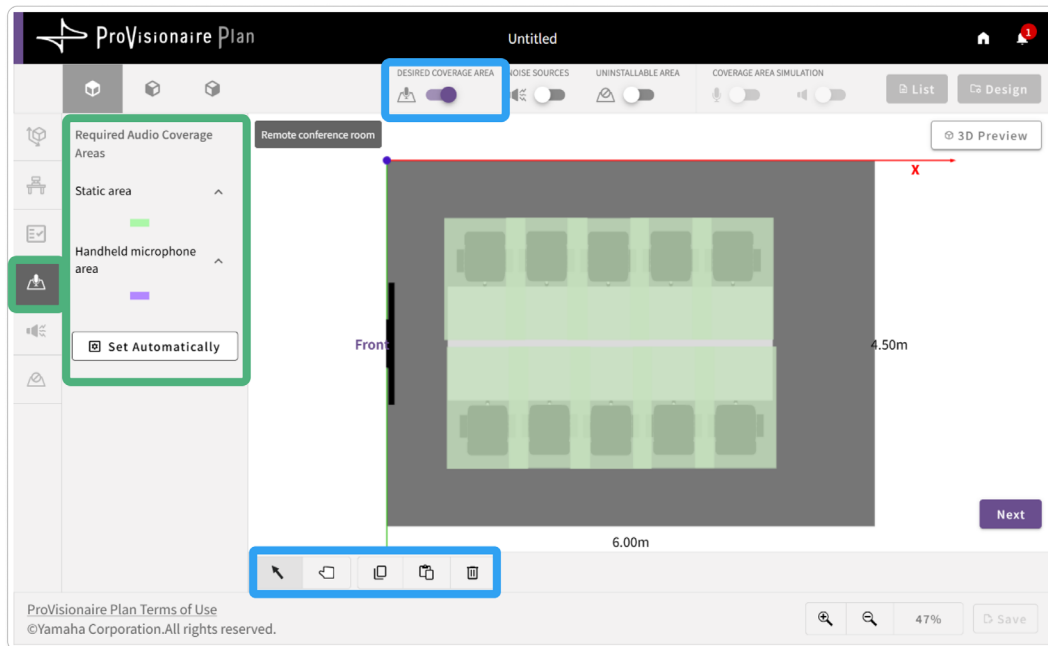 ProVisionaire Plan
Untitled
1
DESIRED COVERAGE AREA
NOISE SOURCES
UNINSTALLABLE AREA
COVERAGE AREA SIMULATION
List
Design
Required Audio Coverage
Areas
Remote conference room
3D Preview
X
Static area
Handheld microphone
area
Set Automatically
Front
4.50m
Next
6.00m
ProVisionaire Plan Terms of Use
©Yamaha Corporation.All rights reserved.
47%
Save